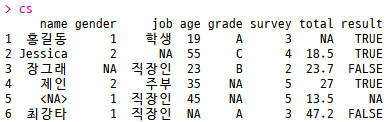 > cs
name gender job age grade survey total result
1 홍길동 1 학생 19 A 3 NA TRUE
2 Jessica 2 NA 55 C 4 18.5 TRUE
3 장그래 NA 직장인 23 B 2 23.7 FALSE
4 제인 2 주부 35 NA 5 27 TRUE
5 <NA> 1 직장인 45 NA 5 13.5 NA
6 최강타 1 직장인 23 A 3 47.2 FALSE